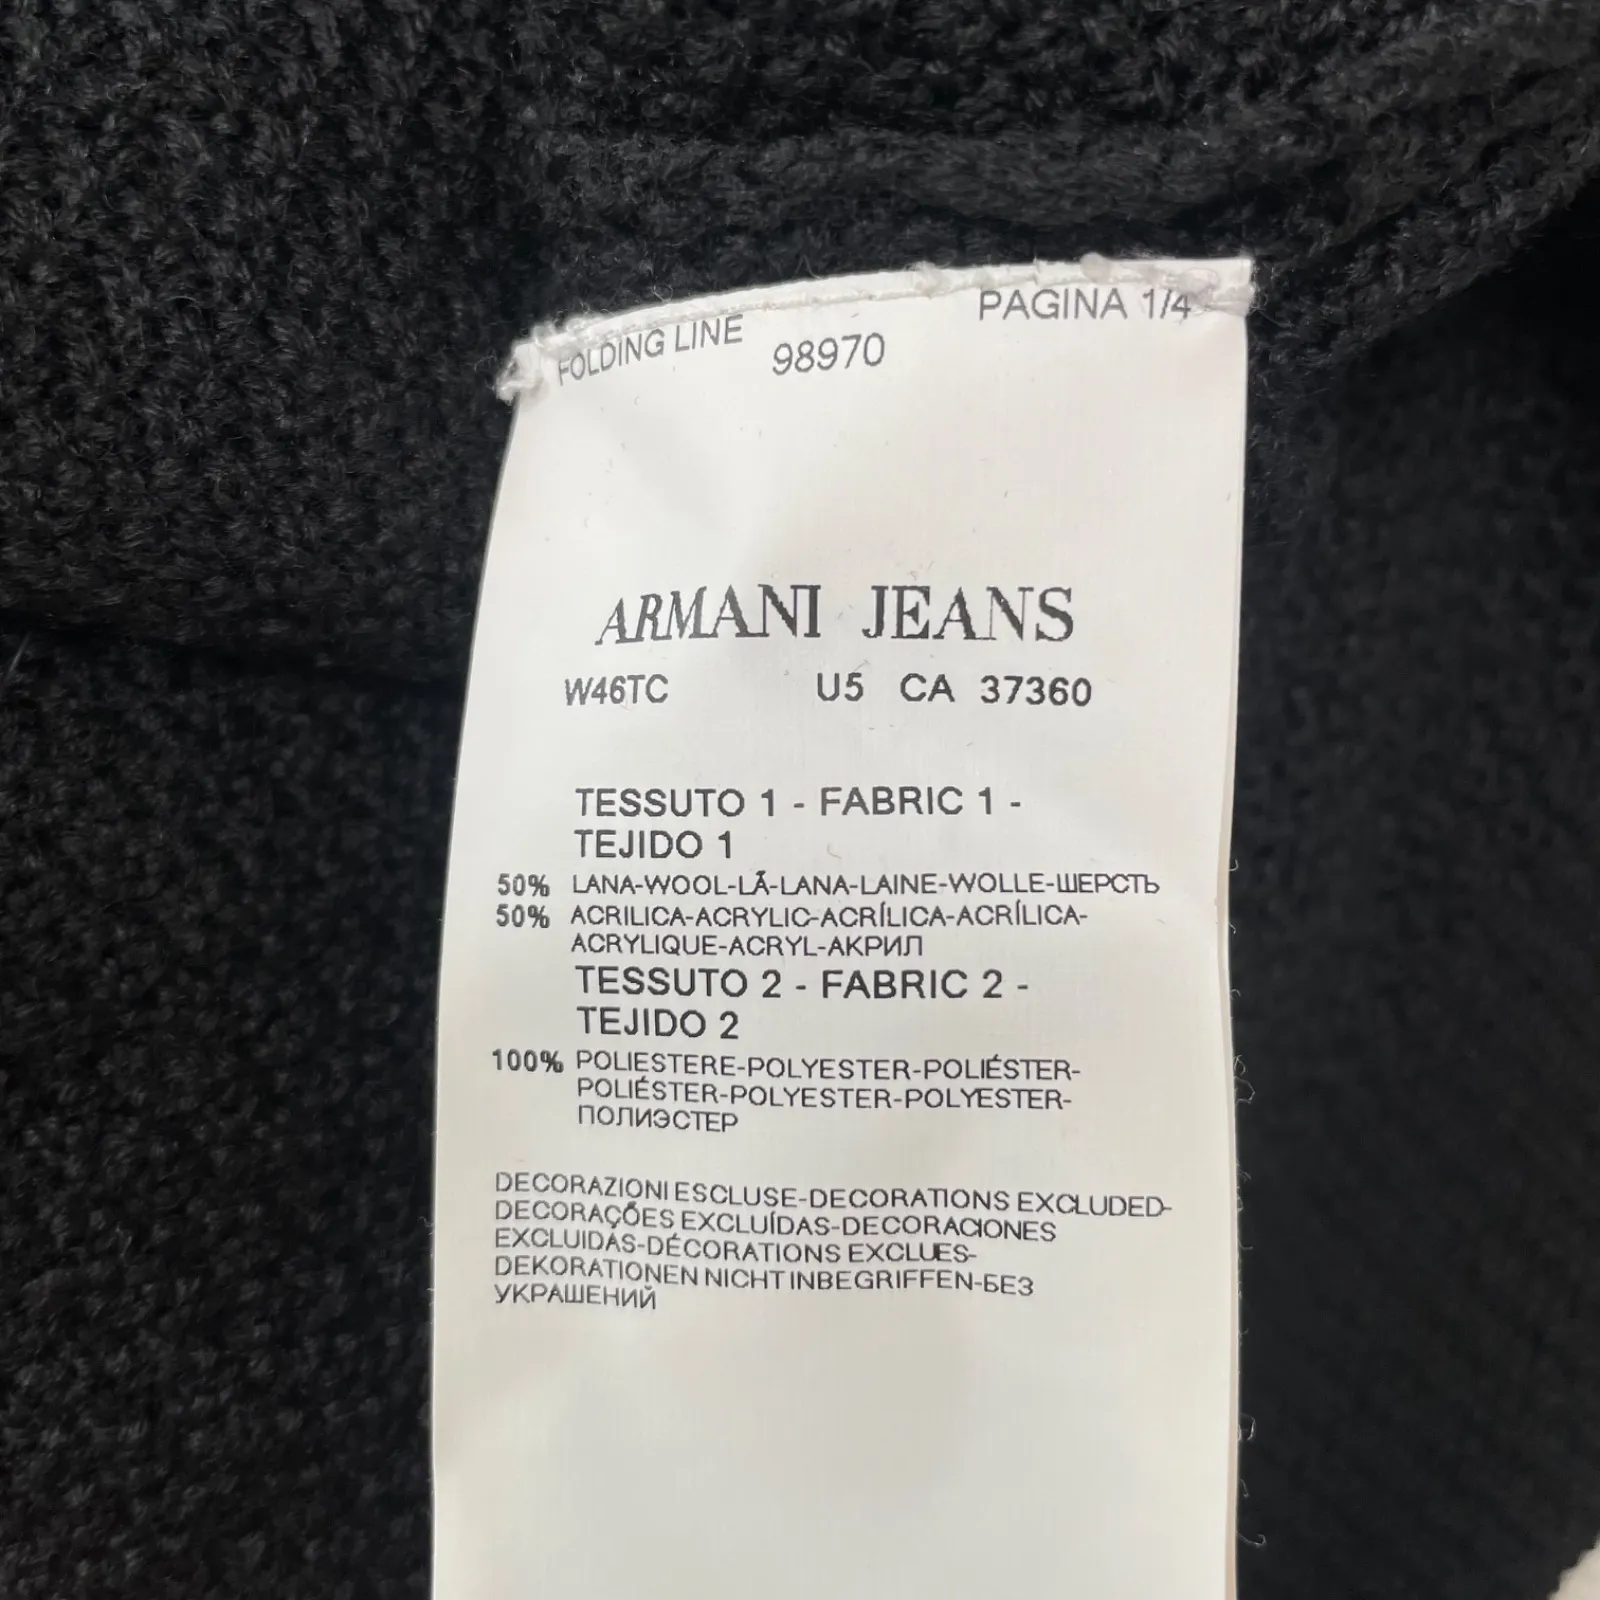 FOLDING LINE 98970 PAGINA 1/4
ARMANI JEANS
W46TC U5 CA 37360
TESSUTO 1 - FABRIC 1 -
TEJIDO 1
50% LANA-WOOL-LÃ-LANA-LAINE-WOLLE-ШЕРСТЬ
50% ACRILICA-ACRYLIC-ACRÍLICA-ACRÍLICA-
ACRYLIQUE-ACRYL-АКРИЛ
TESSUTO 2 - FABRIC 2 -
TEJIDO 2
100% POLIESTERE-POLYESTER-POLIÉSTER-
POLIÉSTER-POLYESTER-POLYESTER-
ПОЛИЭСТЕР
DECORAZIONI ESCLUSE-DECORATIONS EXCLUDED-
DECORAÇÕES EXCLUÍDAS-DECORACIONES
EXCLUIDAS-DÉCORATIONS EXCLUES-
DEKORATIONEN NICHT INBEGRIFFEN-БЕЗ
УКРАШЕНИЙ